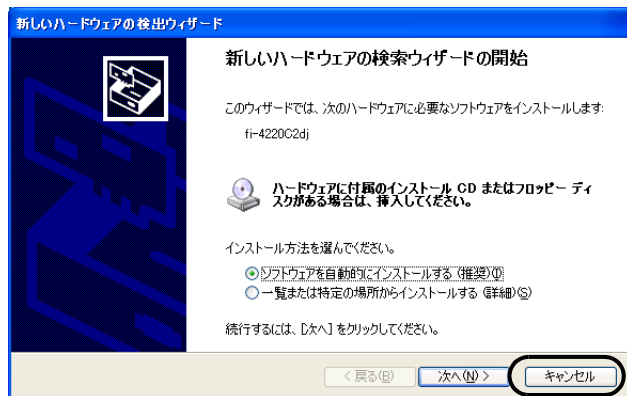 新しいハードウェアの検出ウィザード
新しいハードウェアの検索ウィザードの開始
このウィザードでは、次のハードウェアに必要なソフトウェアをインストールします:
fi-4220C2dj
ハードウェアに付属のインストール CD またはフロッピー ディ
スクがある場合は、挿入してください。
インストール方法を選んでください。
ソフトウェアを自動的にインストールする (推奨)(I)
一覧または特定の場所からインストールする (詳細)(S)
続行するには、[次へ] をクリックしてください。
< 戻る(B)
次へ(N) >
キャンセル